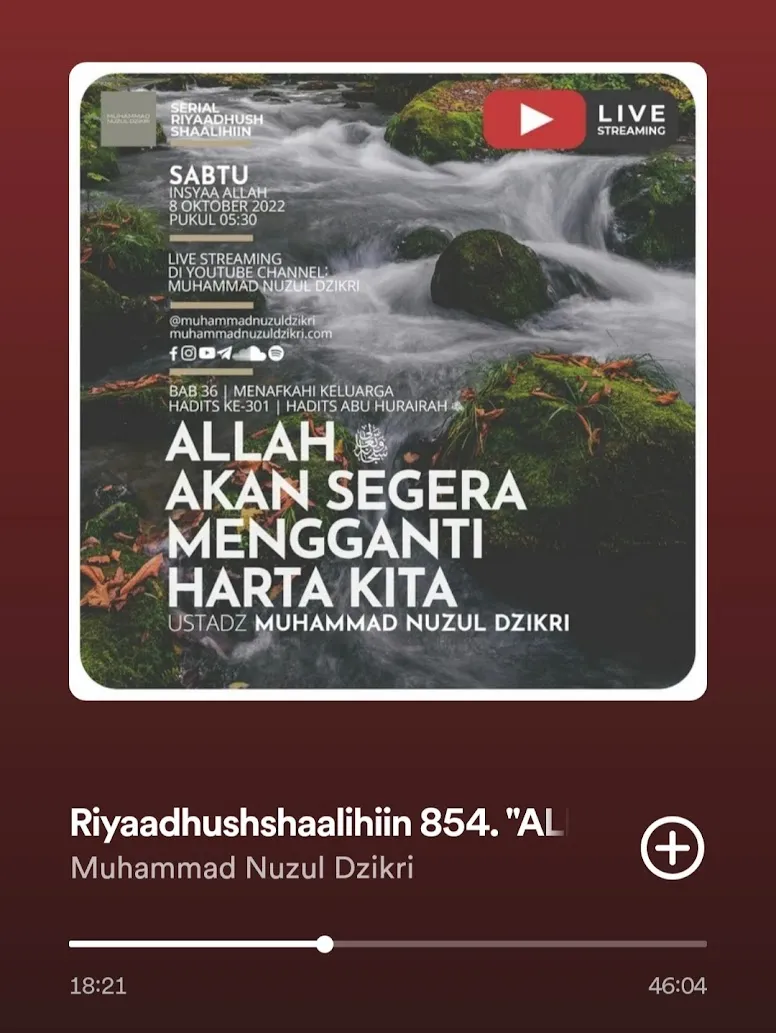 MUHAMMAD
NUZUL DZIKRI
SERIAL
RIYAADHUSH
SHAALIHIIN
LIVE
STREAMING
SABTU
INSYAA ALLAH
8 OKTOBER 2022
PUKUL 05:30
LIVE STREAMING
DI YOUTUBE CHANNEL:
MUHAMMAD NUZUL DZIKRI
@muhammadnuzuldzikri
muhammadnuzuldzikri.com
BAB 36 | MENAFKAHI KELUARGA
HADITS KE-301 | HADITS ABU HURAIRAH
ALLAH
AKAN SEGERA
MENGGANTI
HARTA KITA
USTADZ MUHAMMAD NUZUL DZIKRI
Riyaadhushshaalihiin 854. "AL
Muhammad Nuzul Dzikri
18:21
46:04